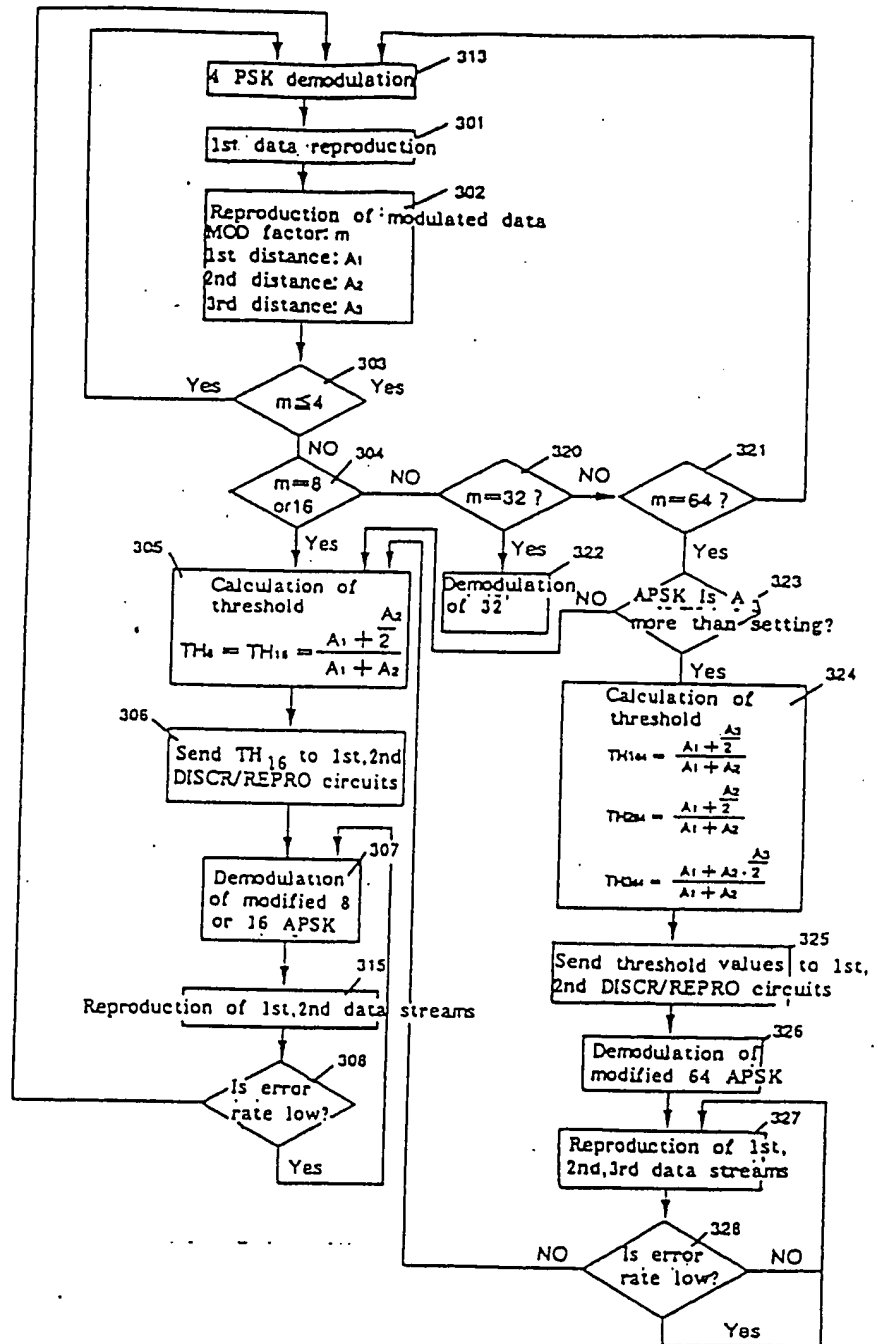 313
4 PSK demodulation
301
1st data reproduction
302
Reproduction of modulated data
MOD factor: m
1st distance: A1
2nd distance: A2
3rd distance: A3
303
Yes
Yes
m≦4
NO
304
320
321
m=8
or16
NO
m=32 ?
NO
m=64 ?
305
Yes
Yes
322
Yes
Calculation of
threshold
TH8 = TH16 = (A1 + A2/2) / (A1 + A2)
Demodulation
of 32
NO
APSK Is A
323
more than setting?
Yes
324
306
Send TH16 to 1st,2nd
DISCR/REPRO circuits
Calculation of
threshold
TH164 = (A1 + A3/2) / (A1 + A2)
TH264 = (A1 + A2/2) / (A1 + A2)
TH364 = (A1 + A2 · A3/2) / (A1 + A2)
307
Demodulation
of modified 8
or 16 APSK
315
Reproduction of 1st,2nd data streams
308
Is error
rate low?
Yes
325
Send threshold values to 1st,
2nd DISCR/REPRO circuits
326
Demodulation of
modified 64 APSK
327
Reproduction of 1st,
2nd,3rd data streams
328
NO
Is error
rate low?
NO
Yes